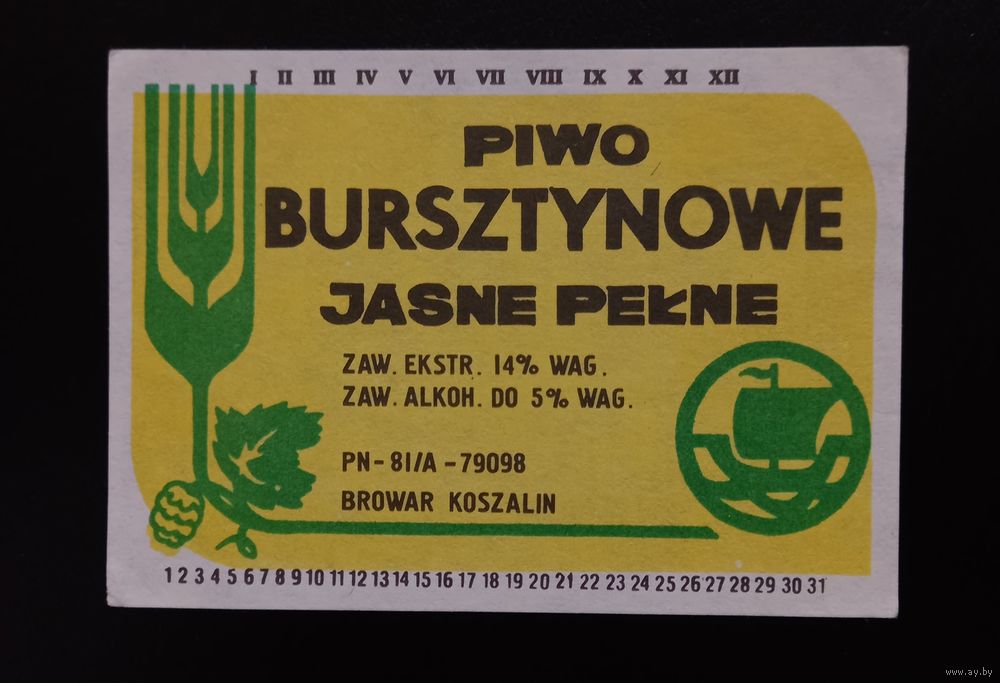 I II III IV V VI VII VIII IX X XI XII
PIWO
BURSZTYNOWE
JASNE PEŁNE
ZAW. EKSTR. 14% WAG.
ZAW. ALKOH. DO 5% WAG.
PN-81/A-79098
BROWAR KOSZALIN
1 2 3 4 5 6 7 8 9 10 11 12 13 14 15 16 17 18 19 20 21 22 23 24 25 26 27 28 29 30 31
www.ay.by